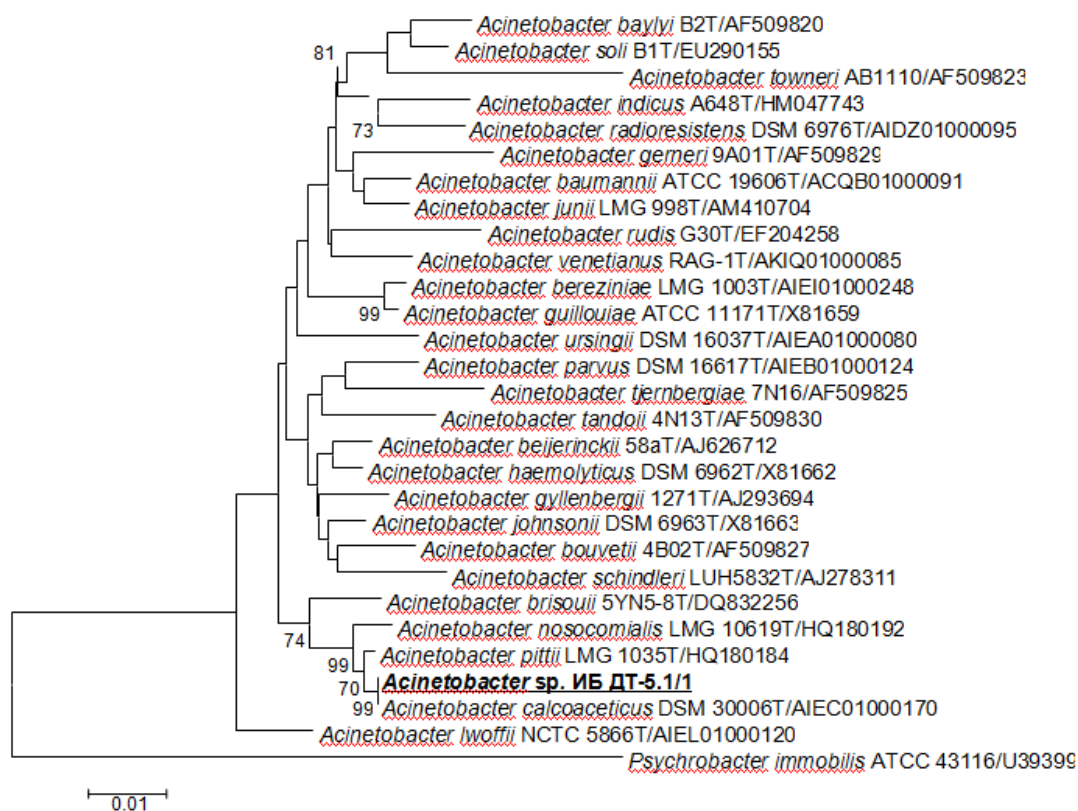 Acinetobacter baylyi B2T/AF509820
81
Acinetobacter soli B1T/EU290155
Acinetobacter towneri AB1110/AF509823
Acinetobacter indicus A648T/HM047743
73
Acinetobacter radioresistens DSM 6976T/AIDZ01000095
Acinetobacter gerneri 9A01T/AF509829
Acinetobacter baumannii ATCC 19606T/ACQB01000091
Acinetobacter junii LMG 998T/AM410704
Acinetobacter rudis G30T/EF204258
Acinetobacter venetianus RAG-1T/AKIQ01000085
Acinetobacter bereziniae LMG 1003T/AIEI01000248
99
Acinetobacter guillouiae ATCC 11171T/X81659
Acinetobacter ursingii DSM 16037T/AIEA01000080
Acinetobacter parvus DSM 16617T/AIEB01000124
Acinetobacter tjernbergiae 7N16/AF509825
Acinetobacter tandoii 4N13T/AF509830
Acinetobacter beijerinckii 58aT/AJ626712
Acinetobacter haemolyticus DSM 6962T/X81662
Acinetobacter gyllenbergii 1271T/AJ293694
Acinetobacter johnsonii DSM 6963T/X81663
Acinetobacter bouvetii 4B02T/AF509827
Acinetobacter schindleri LUH5832T/AJ278311
Acinetobacter brisouii 5YN5-8T/DQ832256
74
Acinetobacter nosocomialis LMG 10619T/HQ180192
99
Acinetobacter pittii LMG 1035T/HQ180184
70
Acinetobacter sp. ИБ ДТ-5.1/1
99
Acinetobacter calcoaceticus DSM 30006T/AIEC01000170
Acinetobacter lwoffii NCTC 5866T/AIEL01000120
Psychrobacter immobilis ATCC 43116/U39399
0.01